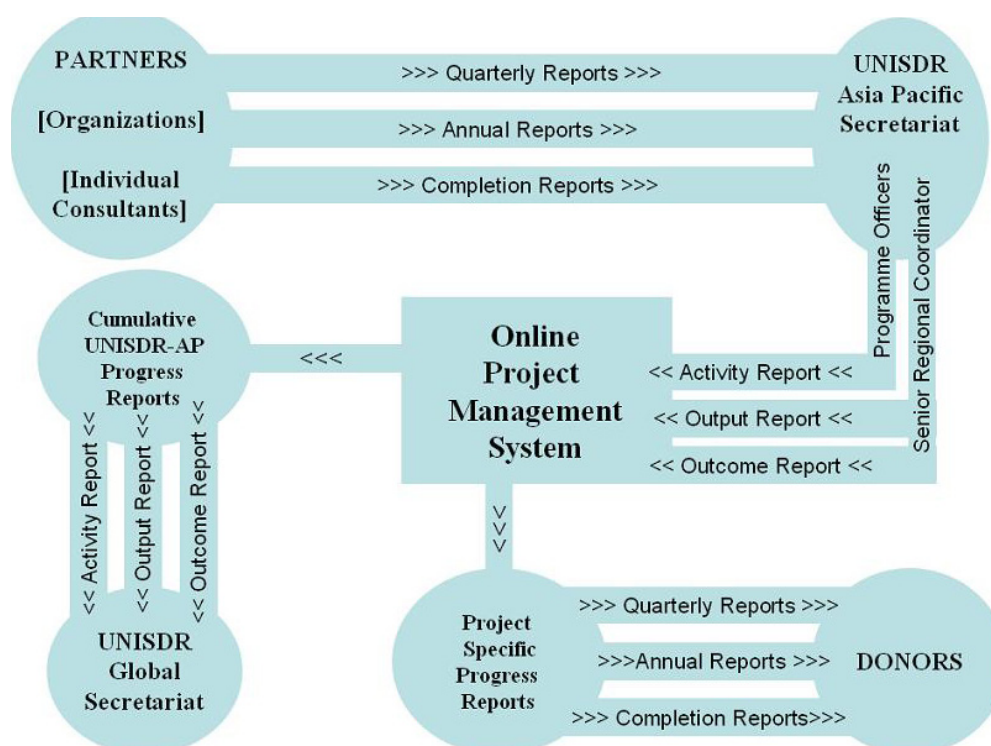 PARTNERS
[Organizations]
[Individual
Consultants]
>>> Quarterly Reports >>>
>>> Annual Reports >>>
>>> Completion Reports >>>
UNISDR
Asia Pacific
Secretariat
Programme Officers
Senior Regional Coordinator
Cumulative
UNISDR-AP
Progress
Reports
<<<
Online
Project
Management
System
<< Activity Report <<
<< Output Report <<
<< Outcome Report <<
<< Activity Report <<
<< Output Report <<
<< Outcome Report <<
<<<
UNISDR
Global
Secretariat
Project
Specific
Progress
Reports
>>> Quarterly Reports >>>
>>>Annual Reports >>>
>>> Completion Reports>>>
DONORS